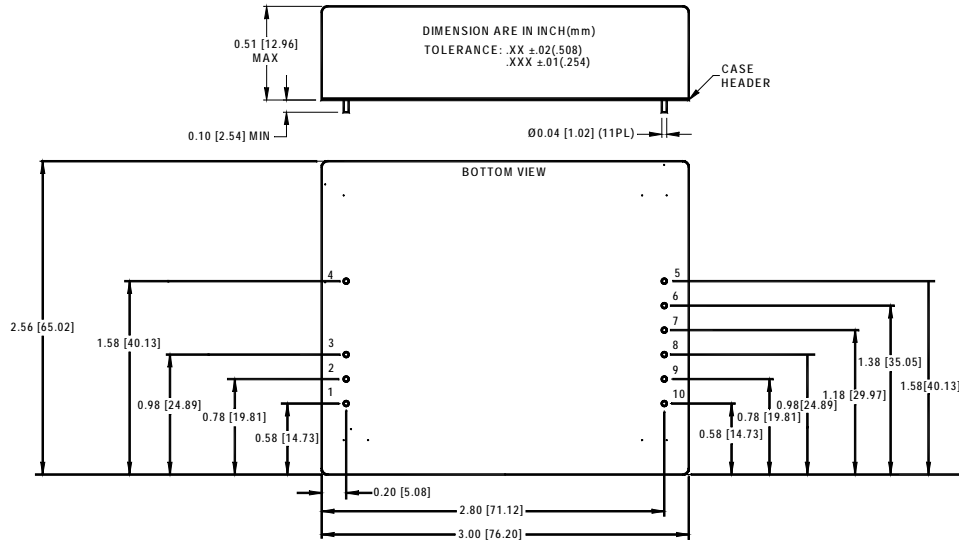 0.51 [12.96]
MAX
DIMENSION ARE IN INCH(mm)
TOLERANCE: .XX ±.02(.508)
.XXX ±.01(.254)
CASE
HEADER
0.10 [2.54] MIN
Ø0.04 [1.02] (11PL)
BOTTOM VIEW
4
5
6
7
3
8
2
9
1
10
2.56 [65.02]
1.58 [40.13]
0.98 [24.89]
0.78 [19.81]
0.58 [14.73]
1.38 [35.05]
1.58[40.13]
1.18 [29.97]
0.98[24.89]
0.78 [19.81]
0.58 [14.73]
0.20 [5.08]
2.80 [71.12]
3.00 [76.20]